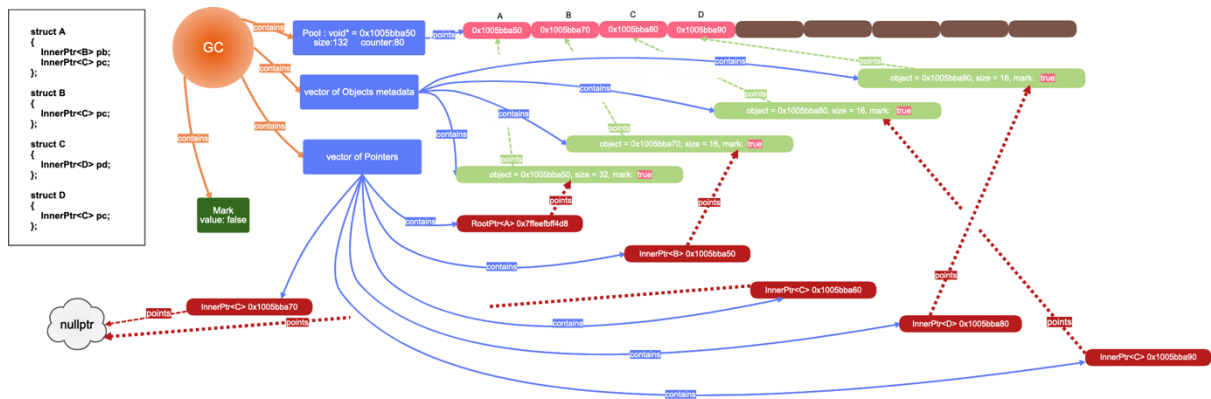 struct A
{
InnerPtr<B> pb;
InnerPtr<C> pc;
};
struct B
{
InnerPtr<C> pc;
};
struct C
{
InnerPtr<D> pd;
};
struct D
{
InnerPtr<C> pc;
};
GC
contains
contains
contains
contains
Pool : void* = 0x1005bba50
size:132 counter:80
points
A
B
C
D
0x1005bba50
0x1005bba70
0x1005bba80
0x1005bba90
vector of Objects metadata
contains
contains
contains
contains
points
object = 0x1005bba90, size = 16, mark: true
points
object = 0x1005bba80, size = 16, mark: true
points
object = 0x1005bba70, size = 16, mark: true
points
object = 0x1005bba50, size = 32, mark: true
vector of Pointers
Mark
value: false
contains
RootPtr<A> 0x7ffeefbff4d8
points
contains
InnerPtr<B> 0x1005bba50
points
contains
InnerPtr<C> 0x1005bba70
points
nullptr
points
InnerPtr<C> 0x1005bba60
contains
InnerPtr<D> 0x1005bba80
points
contains
InnerPtr<C> 0x1005bba90
points
contains